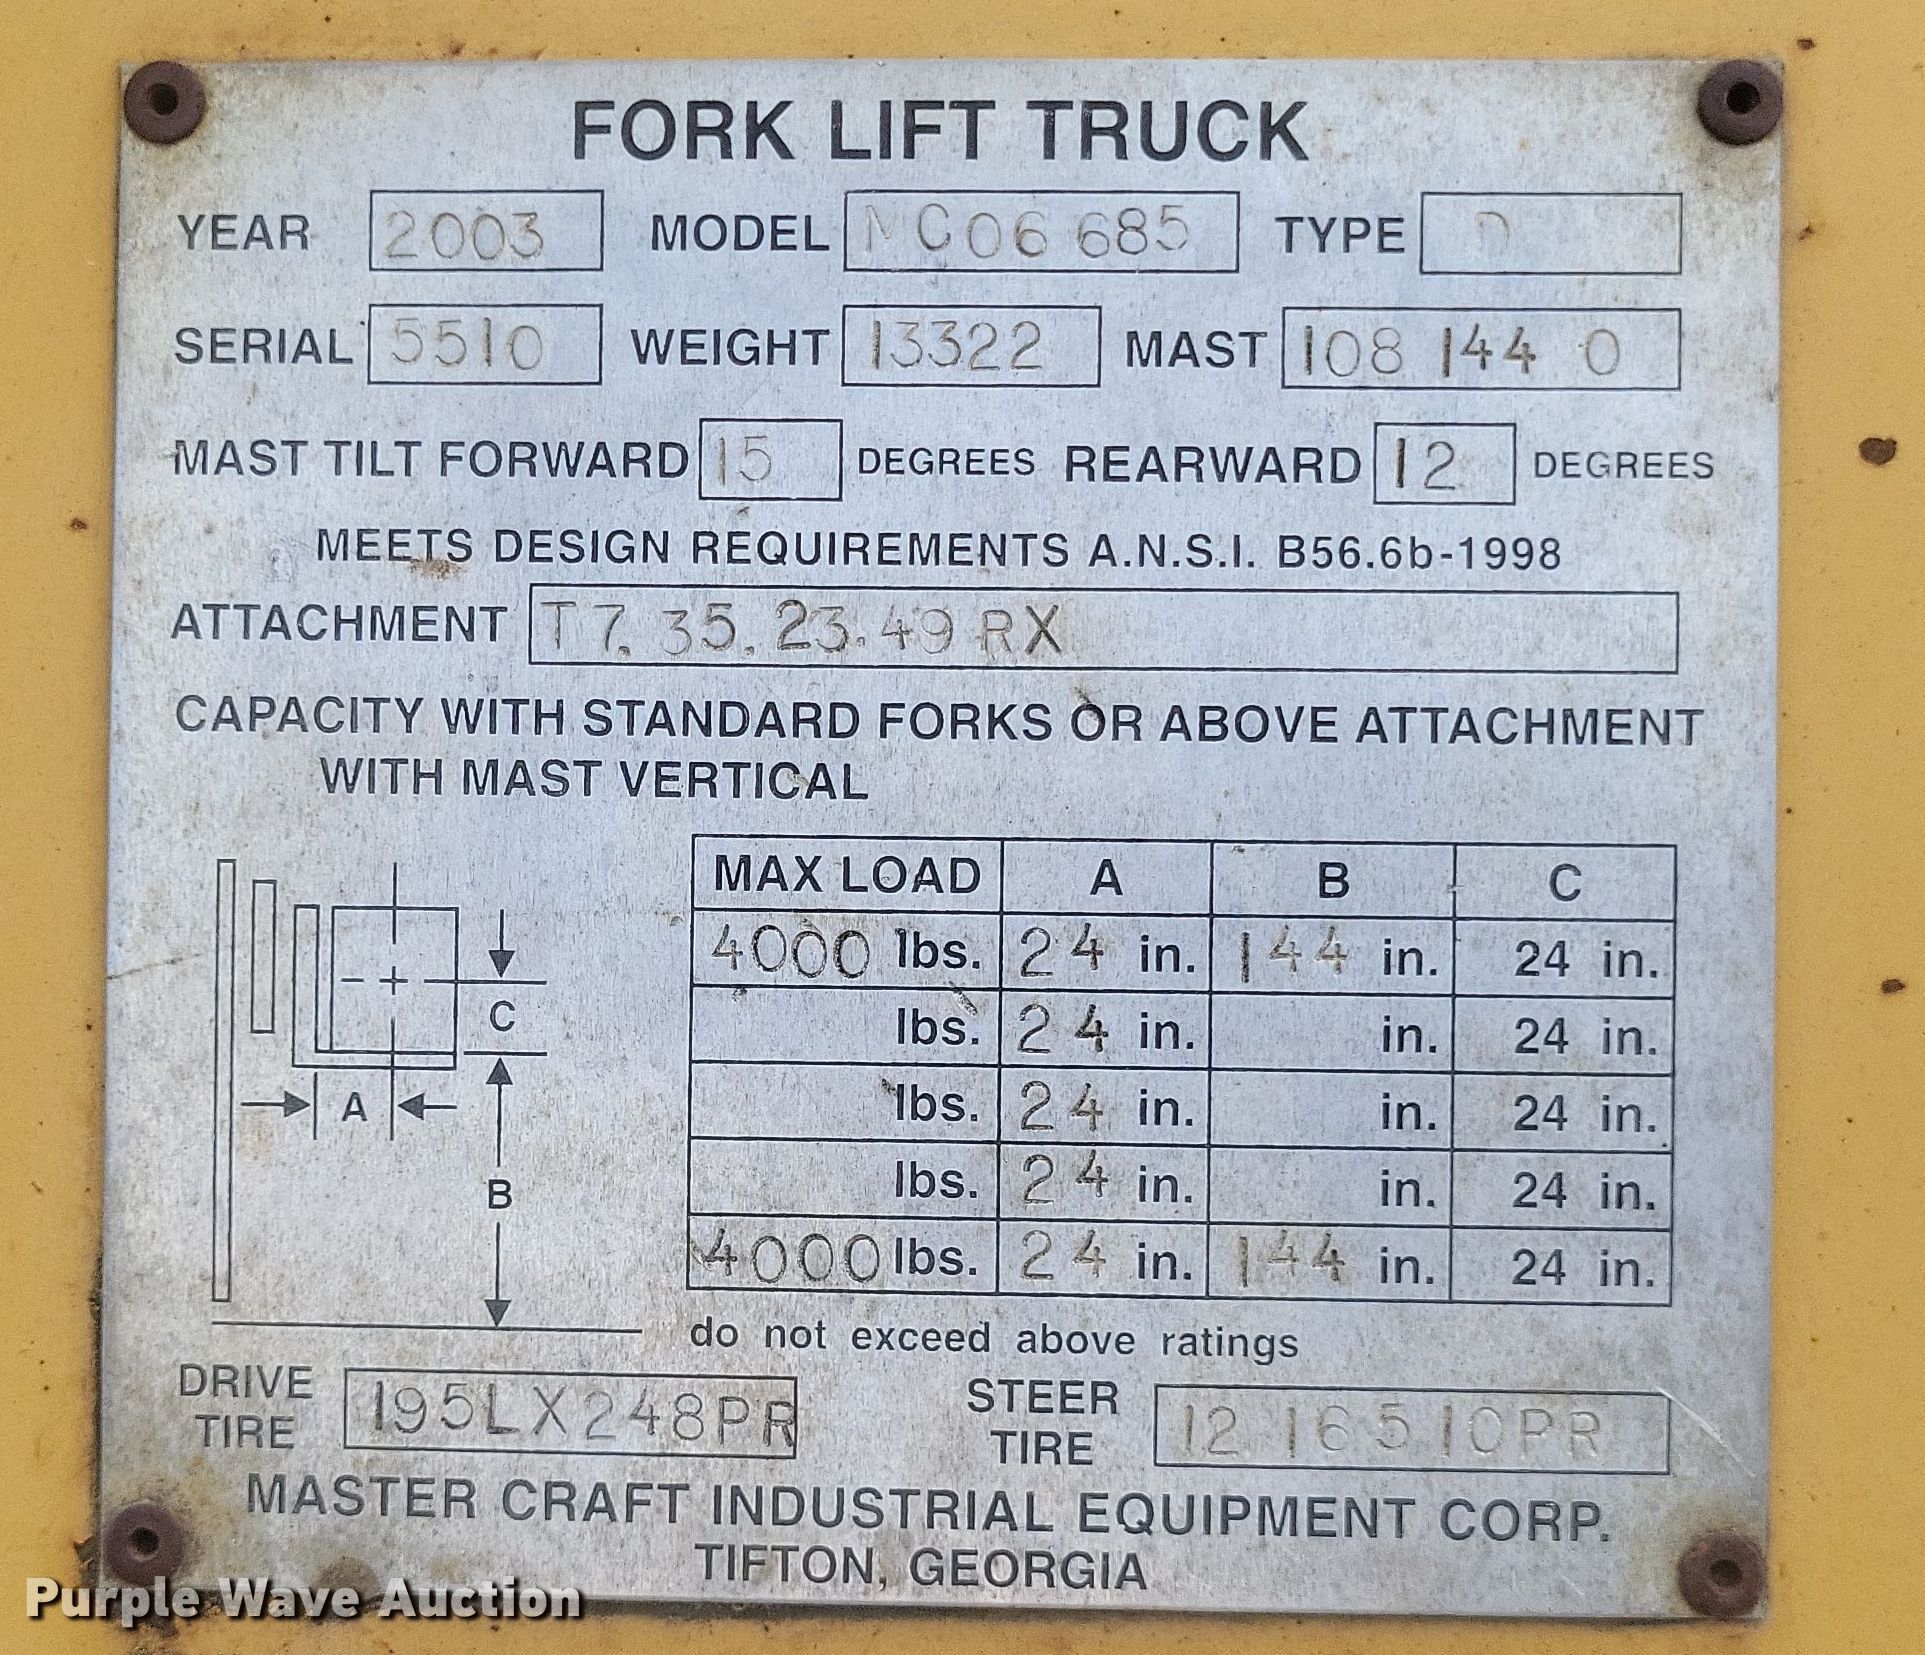 FORK LIFT TRUCK
YEAR 2003 MODEL MC06 685 TYPE D
SERIAL 5510 WEIGHT 13322 MAST 108 144 0
MAST TILT FORWARD 15 DEGREES REARWARD 12 DEGREES
MEETS DESIGN REQUIREMENTS A.N.S.I. B56.6b-1998
ATTACHMENT T7.35.23.49RX
CAPACITY WITH STANDARD FORKS OR ABOVE ATTACHMENT
WITH MAST VERTICAL
MAX LOAD A B C
4000 lbs. 24 in. 144 in. 24 in.
lbs. 24 in. in. 24 in.
lbs. 24 in. in. 24 in.
lbs. 24 in. in. 24 in.
4000 lbs. 24 in. 144 in. 24 in.
C
A
B
do not exceed above ratings
DRIVE TIRE 195LX248PR STEER TIRE 12 16510PR
MASTER CRAFT INDUSTRIAL EQUIPMENT CORP.
TIFTON, GEORGIA
Purple Wave Auction